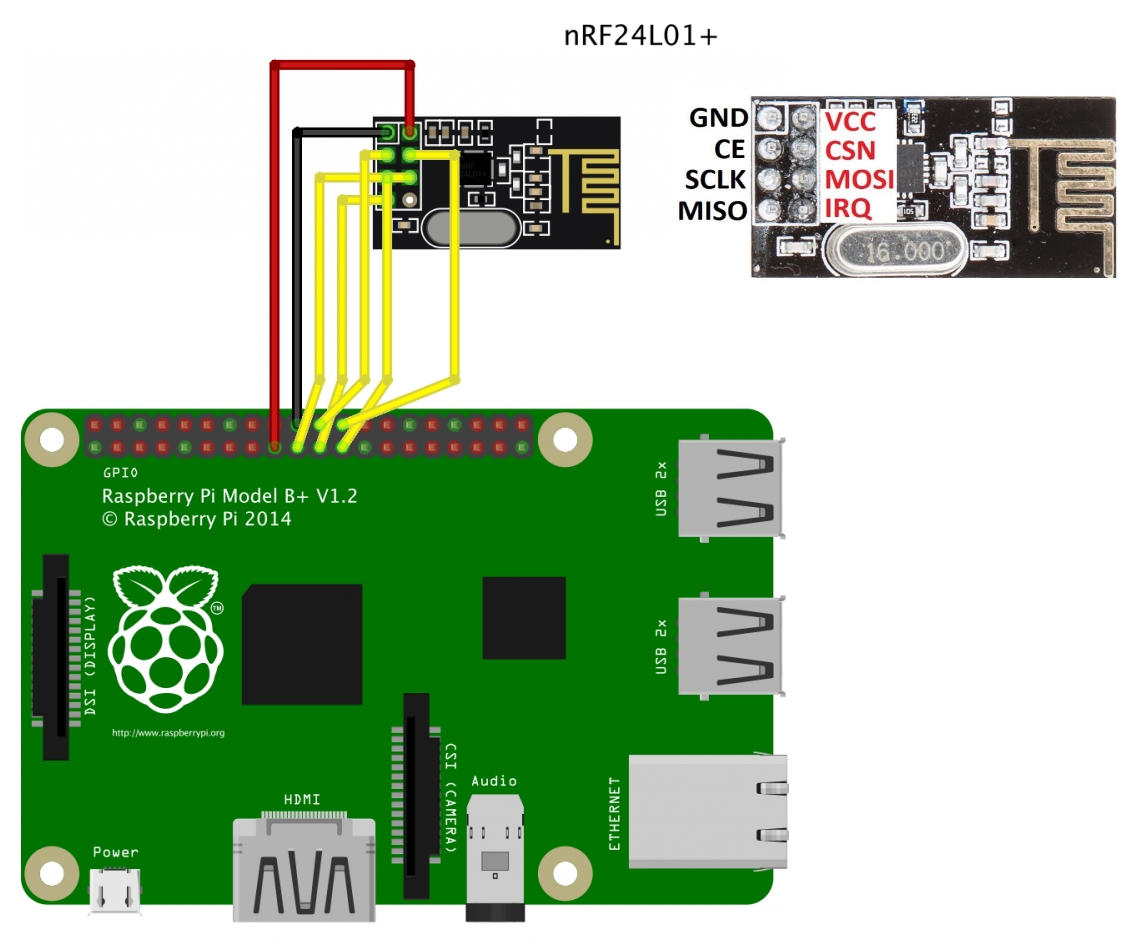 nRF24L01+
GND VCC
CE CSN
SCLK MOSI
MISO IRQ
16.000
GPIO
Raspberry Pi Model B+ V1.2
© Raspberry Pi 2014
DSI (DISPLAY)
TM
http://www.raspberrypi.org
USB 2x
USB 2x
CSI (CAMERA)
Audio
HDMI
ETHERNET
Power